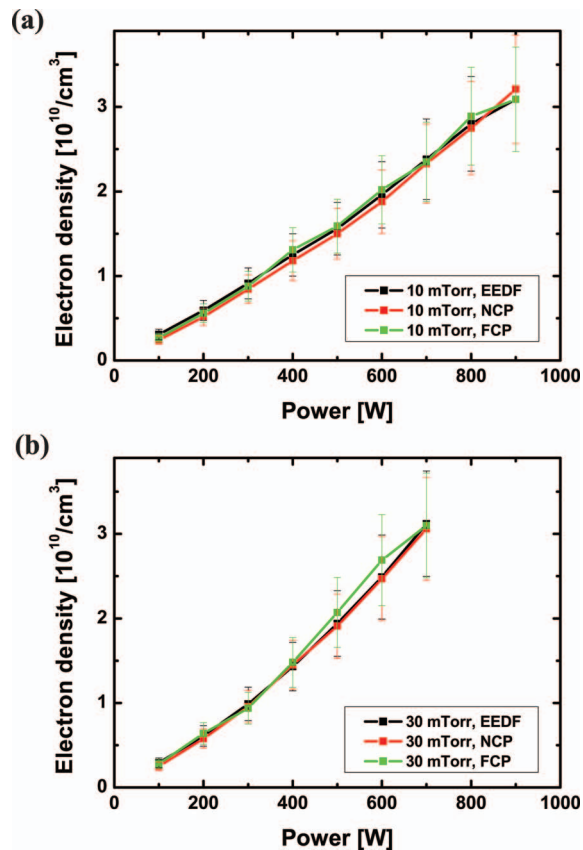 (a)
Electron density [10^10/cm^3]
3
2
1
0
10 mTorr, EEDF
10 mTorr, NCP
10 mTorr, FCP
0 200 400 600 800 1000
Power [W]
(b)
Electron density [10^10/cm^3]
3
2
1
0
30 mTorr, EEDF
30 mTorr, NCP
30 mTorr, FCP
0 200 400 600 800 1000
Power [W]